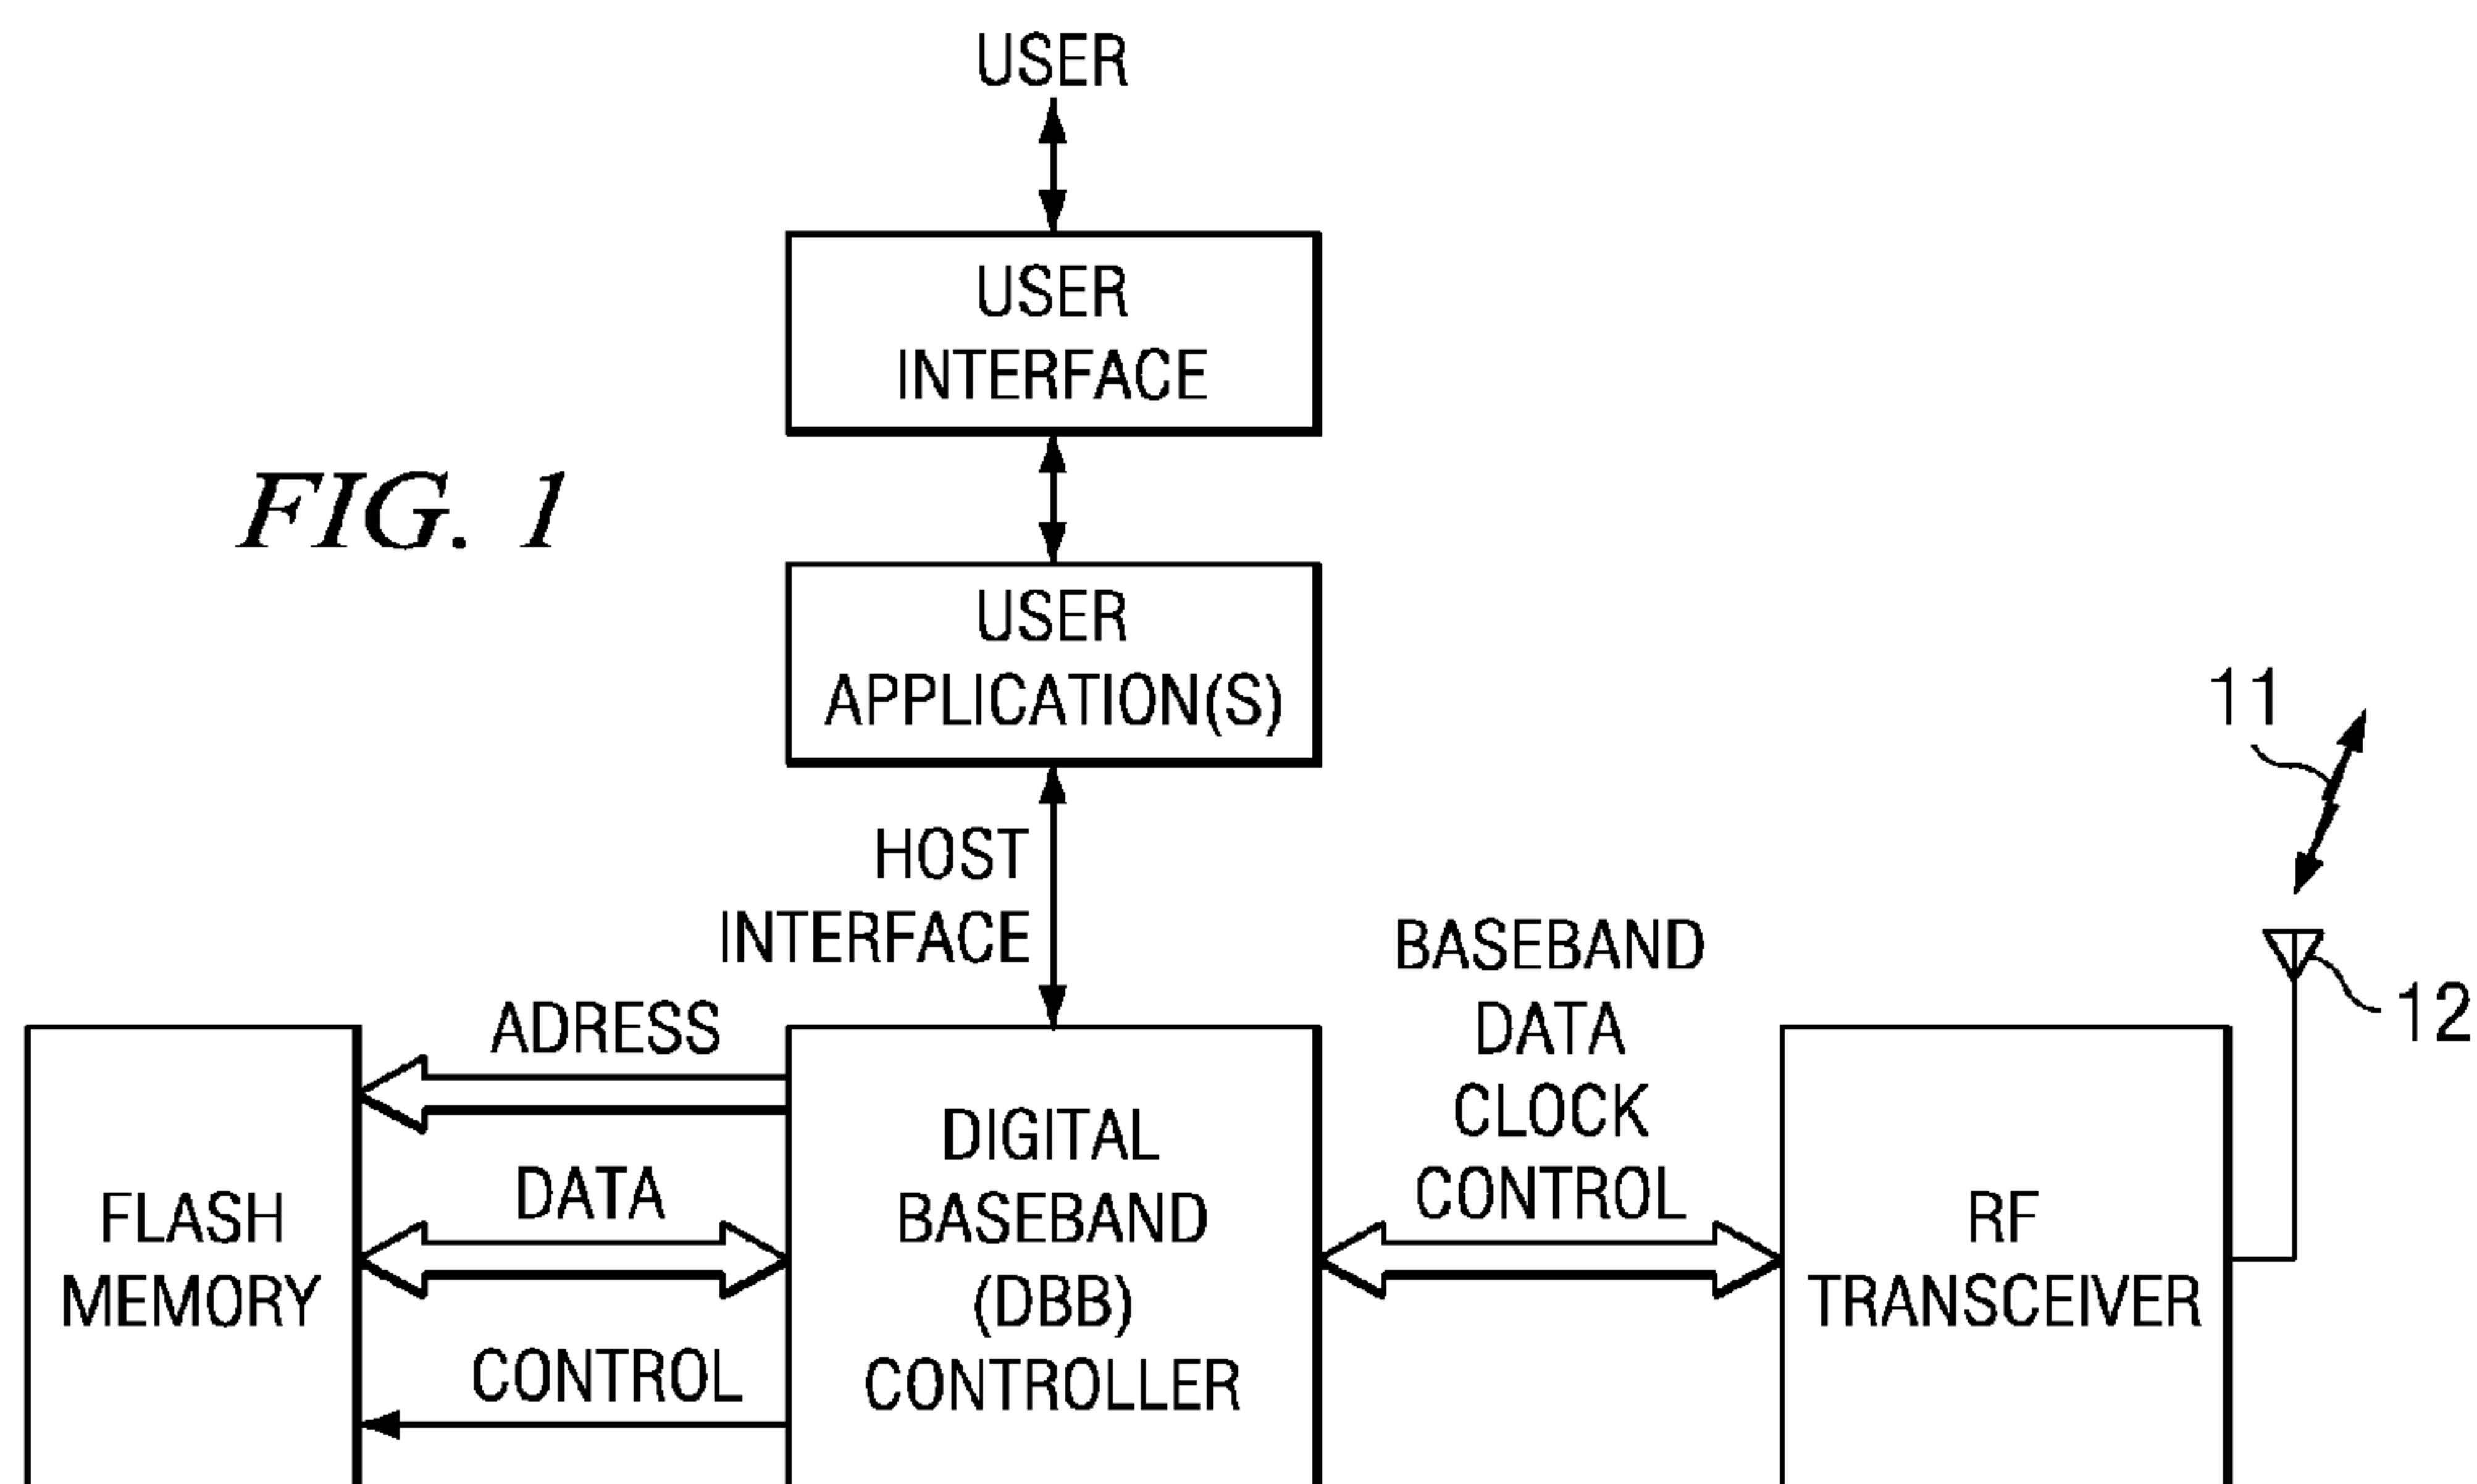 USER
USER
INTERFACE
FIG. 1
USER
APPLICATION(S)
11
HOST
INTERFACE
BASEBAND
DATA
CLOCK
CONTROL
12
ADRESS
DATA
CONTROL
FLASH
MEMORY
DIGITAL
BASEBAND
(DBB)
CONTROLLER
RF
TRANSCEIVER